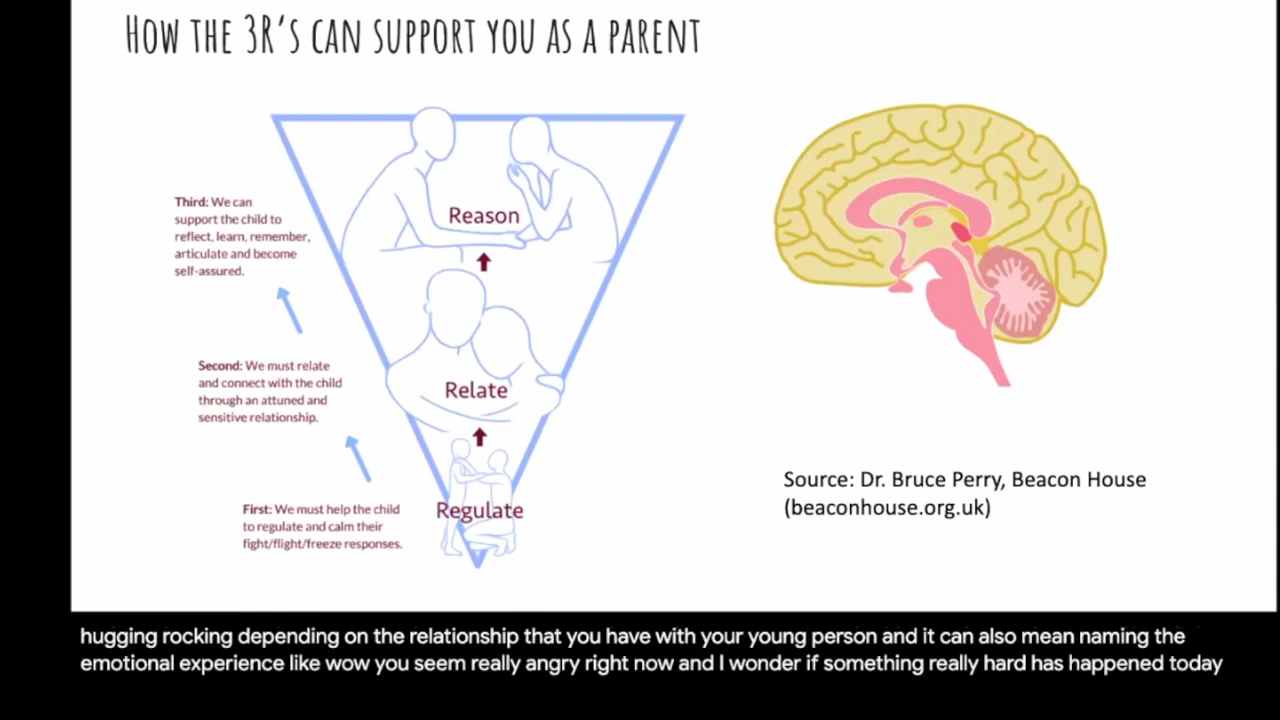 HOW THE 3R'S CAN SUPPORT YOU AS A PARENT
Third: We can
support the child to
reflect, learn, remember,
articulate and become
self-assured.
Reason
Second: We must relate
and connect with the child
through an attuned and
sensitive relationship.
Relate
First: We must help the child
to regulate and calm their
fight/flight/freeze responses.
Regulate
Source: Dr. Bruce Perry, Beacon House
(beaconhouse.org.uk)
hugging rocking depending on the relationship that you have with your young person and it can also mean naming the
emotional experience like wow you seem really angry right now and I wonder if something really hard has happened today